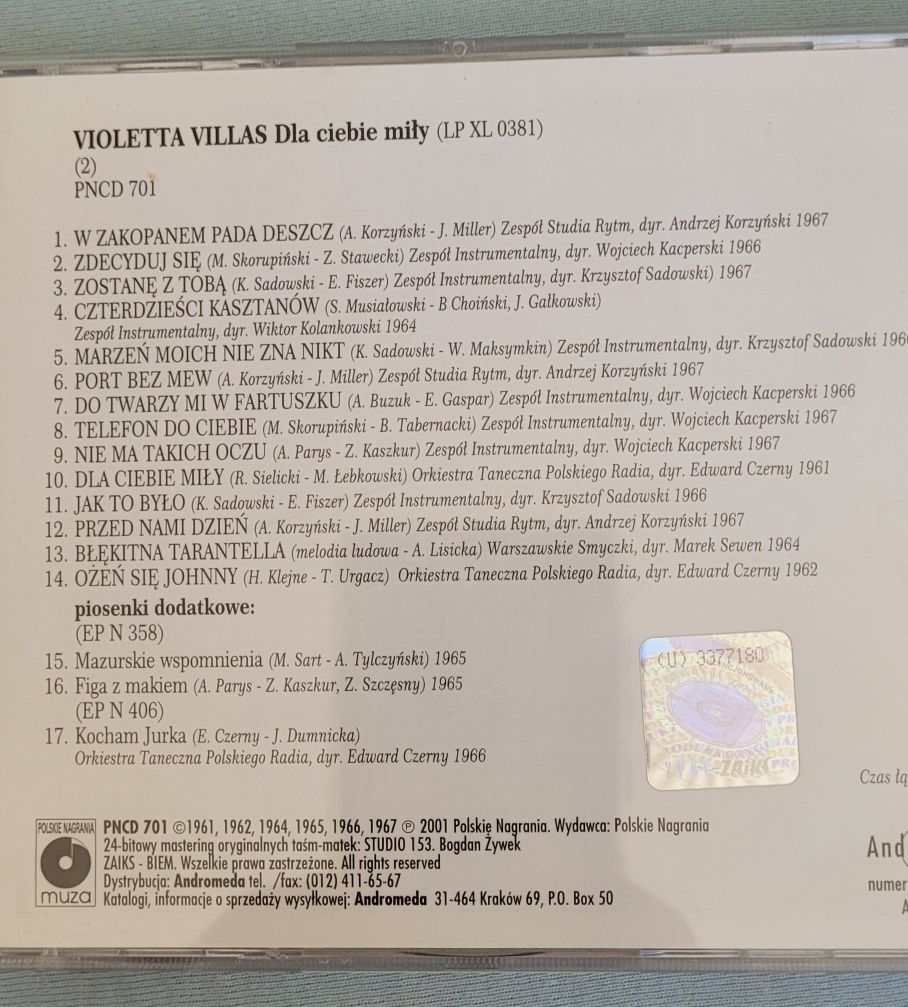 VIOLETTA VILLAS Dla ciebie miły (LP XL 0381)
(2)
PNCD 701
1. W ZAKOPANEM PADA DESZCZ (A. Korzyński - J. Miller) Zespół Studia Rytm, dyr. Andrzej Korzyński 1967
2. ZDECYDUJ SIĘ (M. Skorupiński - Z. Stawecki) Zespół Instrumentalny, dyr. Wojciech Kacperski 1966
3. ZOSTANĘ Z TOBĄ (K. Sadowski - E. Fiszer) Zespół Instrumentalny, dyr. Krzysztof Sadowski) 1967
4. CZTERDZIEŚCI KASZTANÓW (S. Musiałowski - B Choiński, J. Gałkowski)
Zespół Instrumentalny, dyr. Wiktor Kolankowski 1964
5. MARZEŃ MOICH NIE ZNA NIKT (K. Sadowski - W. Maksymkin) Zespół Instrumentalny, dyr. Krzysztof Sadowski 196
6. PORT BEZ MEW (A. Korzyński - J. Miller) Zespół Studia Rytm, dyr. Andrzej Korzyński 1967
7. DO TWARZY MI W FARTUSZKU (A. Buzuk - E. Gaspar) Zespół Instrumentalny, dyr. Wojciech Kacperski 1966
8. TELEFON DO CIEBIE (M. Skorupiński - B. Tabernacki) Zespół Instrumentalny, dyr. Wojciech Kacperski 1967
9. NIE MA TAKICH OCZU (A. Parys - Z. Kaszkur) Zespół Instrumentalny, dyr. Wojciech Kacperski 1967
10. DLA CIEBIE MIŁY (R. Sielicki - M. Łebkowski) Orkiestra Taneczna Polskiego Radia, dyr. Edward Czerny 1961
11. JAK TO BYŁO (K. Sadowski - E. Fiszer) Zespół Instrumentalny, dyr. Krzysztof Sadowski 1966
12. PRZED NAMI DZIEŃ (A. Korzyński - J. Miller) Zespół Studia Rytm, dyr. Andrzej Korzyński 1967
13. BŁĘKITNA TARANTELLA (melodia ludowa - A. Lisicka) Warszawskie Smyczki, dyr. Marek Sewen 1964
14. OŻEŃ SIĘ JOHNNY (H. Klejne - T. Urgacz) Orkiestra Taneczna Polskiego Radia, dyr. Edward Czerny 1962
piosenki dodatkowe:
(EP N 358)
15. Mazurskie wspomnienia (M. Sart - A. Tylczyński) 1965
16. Figa z makiem (A. Parys - Z. Kaszkur, Z. Szczęsny) 1965
(EP N 406)
17. Kocham Jurka (E. Czerny - J. Dumnicka)
Orkiestra Taneczna Polskiego Radia, dyr. Edward Czerny 1966
(U) 3377180
ZAiKS
Czas łą
POLSKIE NAGRANIA
muza
PNCD 701 ©1961, 1962, 1964, 1965, 1966, 1967 ℗ 2001 Polskie Nagrania. Wydawca: Polskie Nagrania
24-bitowy mastering oryginalnych taśm-matek: STUDIO 153. Bogdan Żywek
ZAIKS - BIEM. Wszelkie prawa zastrzeżone. All rights reserved
Dystrybucja: Andromeda tel. /fax: (012) 411-65-67
Katalogi, informacje o sprzedaży wysyłkowej: Andromeda 31-464 Kraków 69, P.O. Box 50
And
numer
A